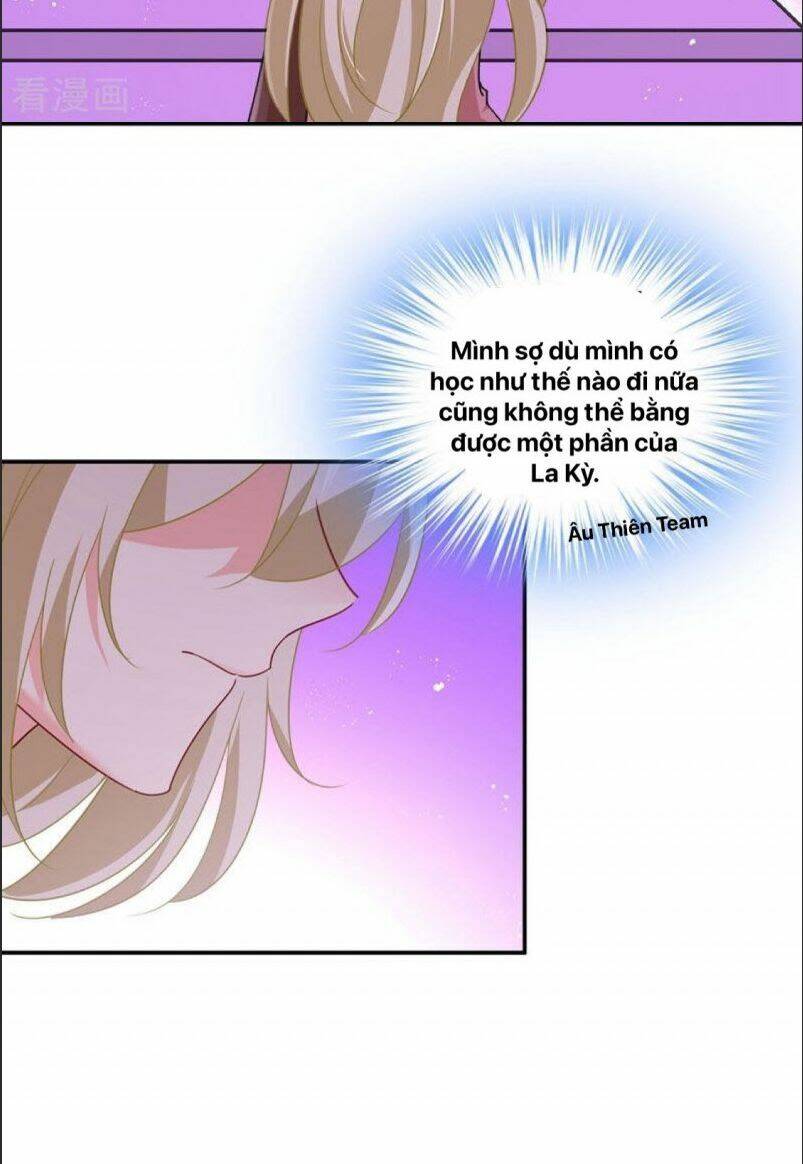 看漫画
Mình sợ dù mình có
học như thế nào đi nữa
cũng không thể bằng
được một phần của
La Kỳ.
Âu Thiên Team